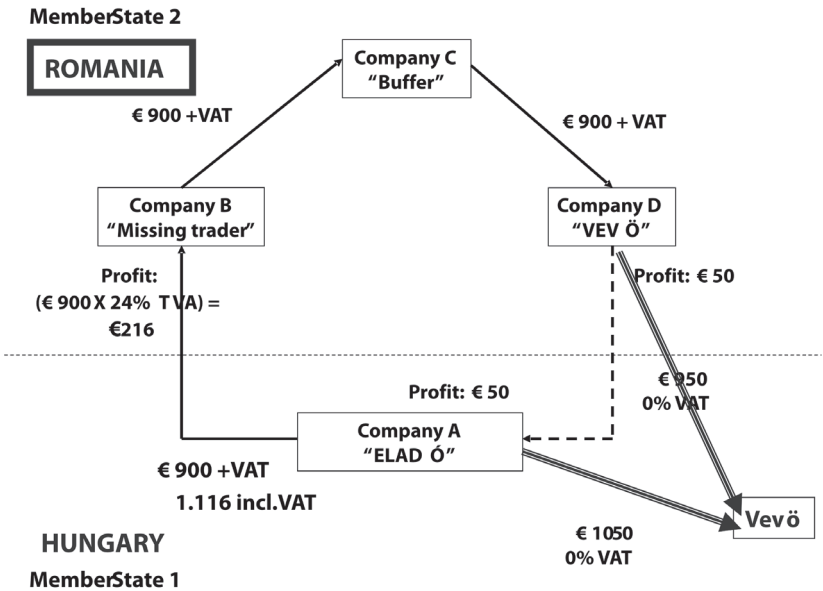 MemberState 2
ROMANIA
Company C
“Buffer”
€ 900 +VAT
€ 900 + VAT
Company B
“Missing trader”
Company D
“VEV Ö”
Profit:
(€ 900 X 24% T VA) =
€216
Profit: € 50
€ 950
0% VAT
Profit: € 50
Company A
“ELAD Ó”
€ 900 +VAT
1.116 incl.VAT
Vevö
€ 1050
0% VAT
HUNGARY
MemberState 1